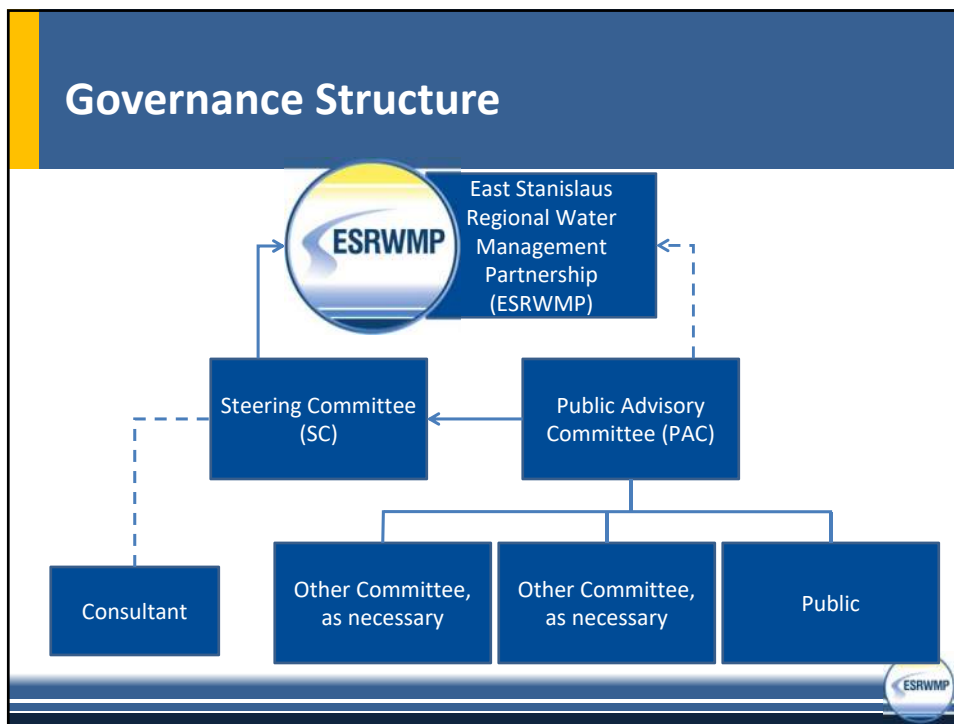 Governance Structure
ESRWMP
East Stanislaus
Regional Water
Management
Partnership
(ESRWMP)
Steering Committee
(SC)
Public Advisory
Committee (PAC)
Consultant
Other Committee,
as necessary
Other Committee,
as necessary
Public
ESRWMP